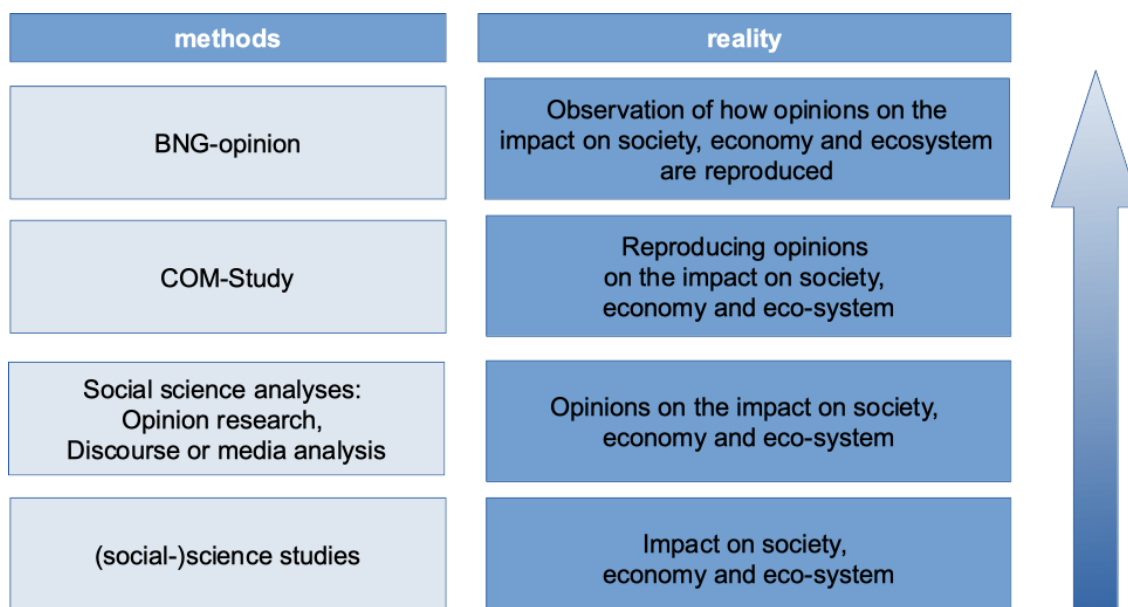 methods
reality
BNG-opinion
Observation of how opinions on the
impact on society, economy and ecosystem
are reproduced
COM-Study
Reproducing opinions
on the impact on society,
economy and eco-system
Social science analyses:
Opinion research,
Discourse or media analysis
Opinions on the impact on society,
economy and eco-system
(social-)science studies
Impact on society,
economy and eco-system